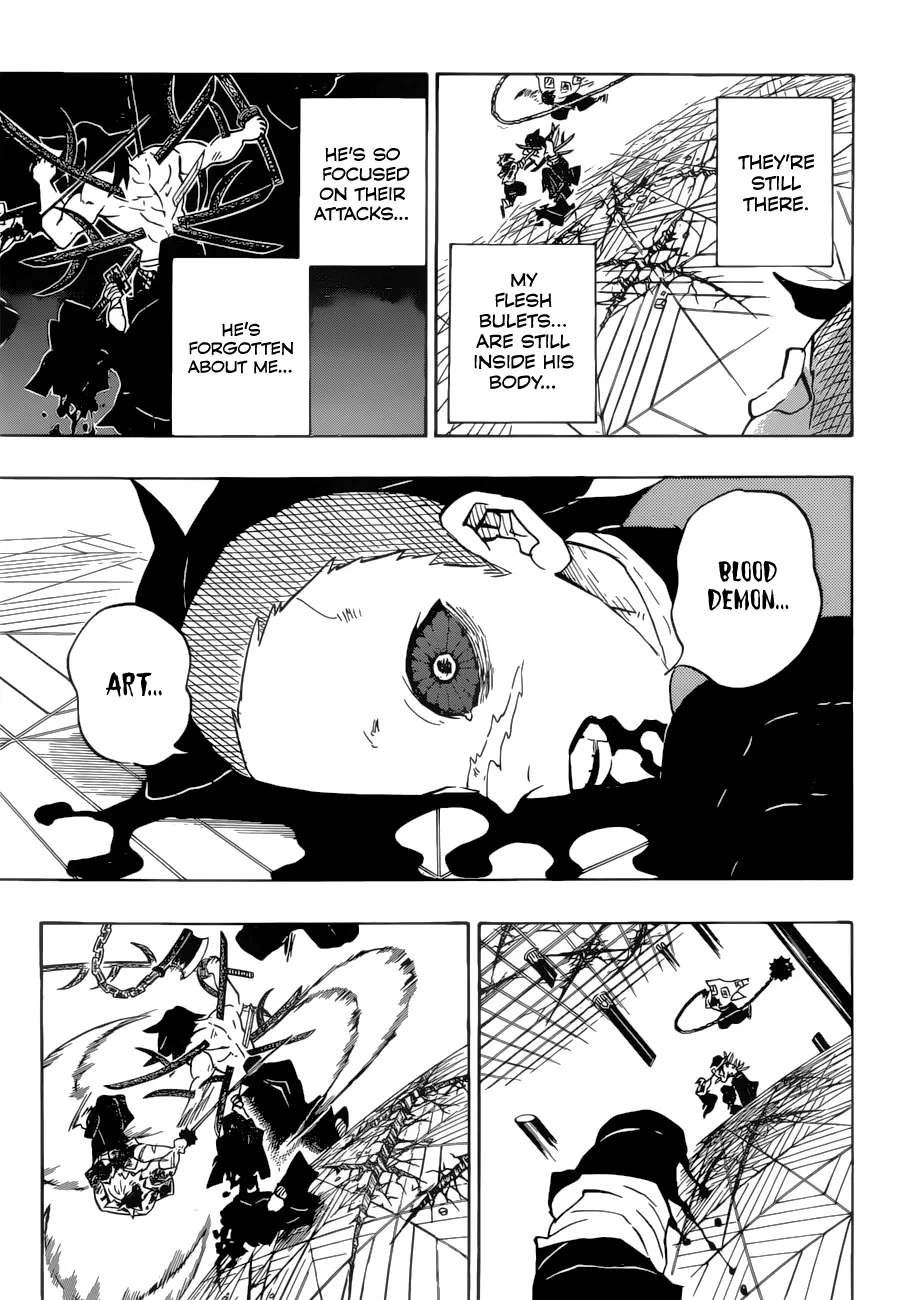 THEY'RE
STILL
THERE.
MY
FLESH
BULETS...
ARE STILL
INSIDE HIS
BODY...
HE'S SO
FOCUSED
ON THEIR
ATTACKS...
HE'S
FORGOTTEN
ABOUT ME...
BLOOD
DEMON...
ART...